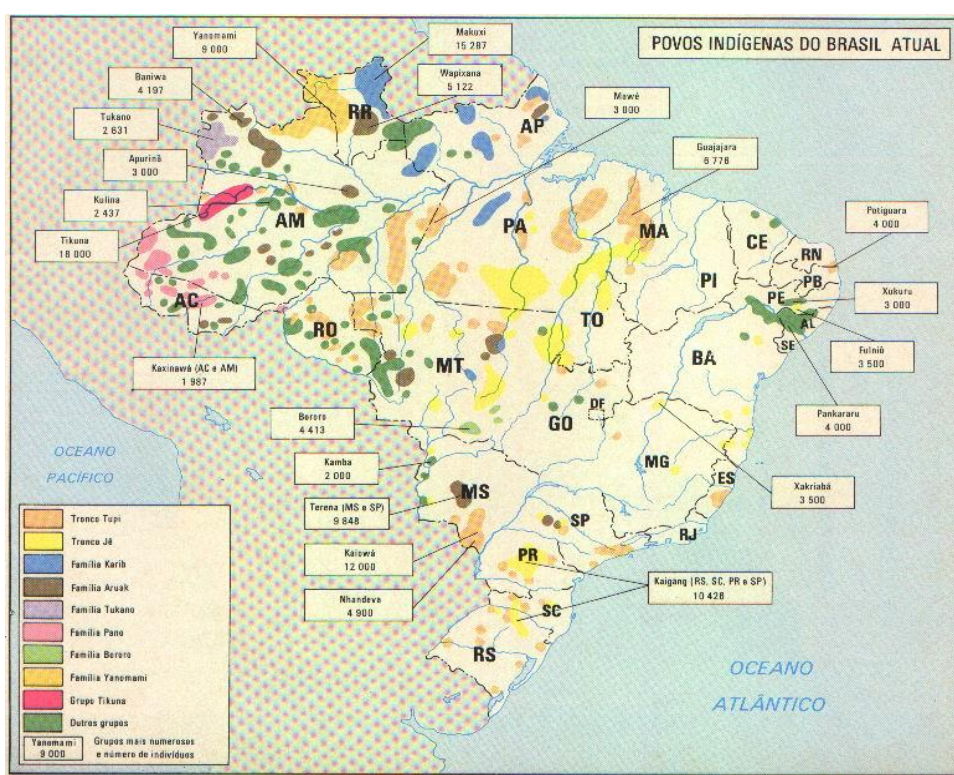 POVOS INDÍGENAS DO BRASIL ATUAL
Yanomami
9 000
Makuxi
15 287
Baniwa
4 197
Wapixana
5 122
Mawé
3 000
Tukano
2 631
Guajajara
6 776
Apurinã
3 000
Kulina
2 437
Potiguara
4 000
Tikuna
18 000
Xukuru
3 000
Kaxinawá (AC e AM)
1 987
Fulniô
3 500
Bororo
4 413
Pankararu
4 000
Kamba
2 000
Xakriabá
3 500
Terena (MS e SP)
9 848
Kaiowá
12 000
Kaigang (RS, SC, PR e SP)
10 426
Nhandeva
4 900
RR
AP
AM
PA
MA
CE
RN
PB
PE
AL
SE
PI
AC
RO
TO
MT
BA
DF
GO
MG
ES
MS
SP
RJ
PR
SC
RS
OCEANO
PACÍFICO
OCEANO
ATLÂNTICO
Tronco Tupi
Tronco Jê
Família Karib
Família Aruak
Família Tukano
Família Pano
Família Bororo
Família Yanomami
Grupo Tikuna
Outros grupos
Yanomami
9 000
Grupos mais numerosos
e número de indivíduos